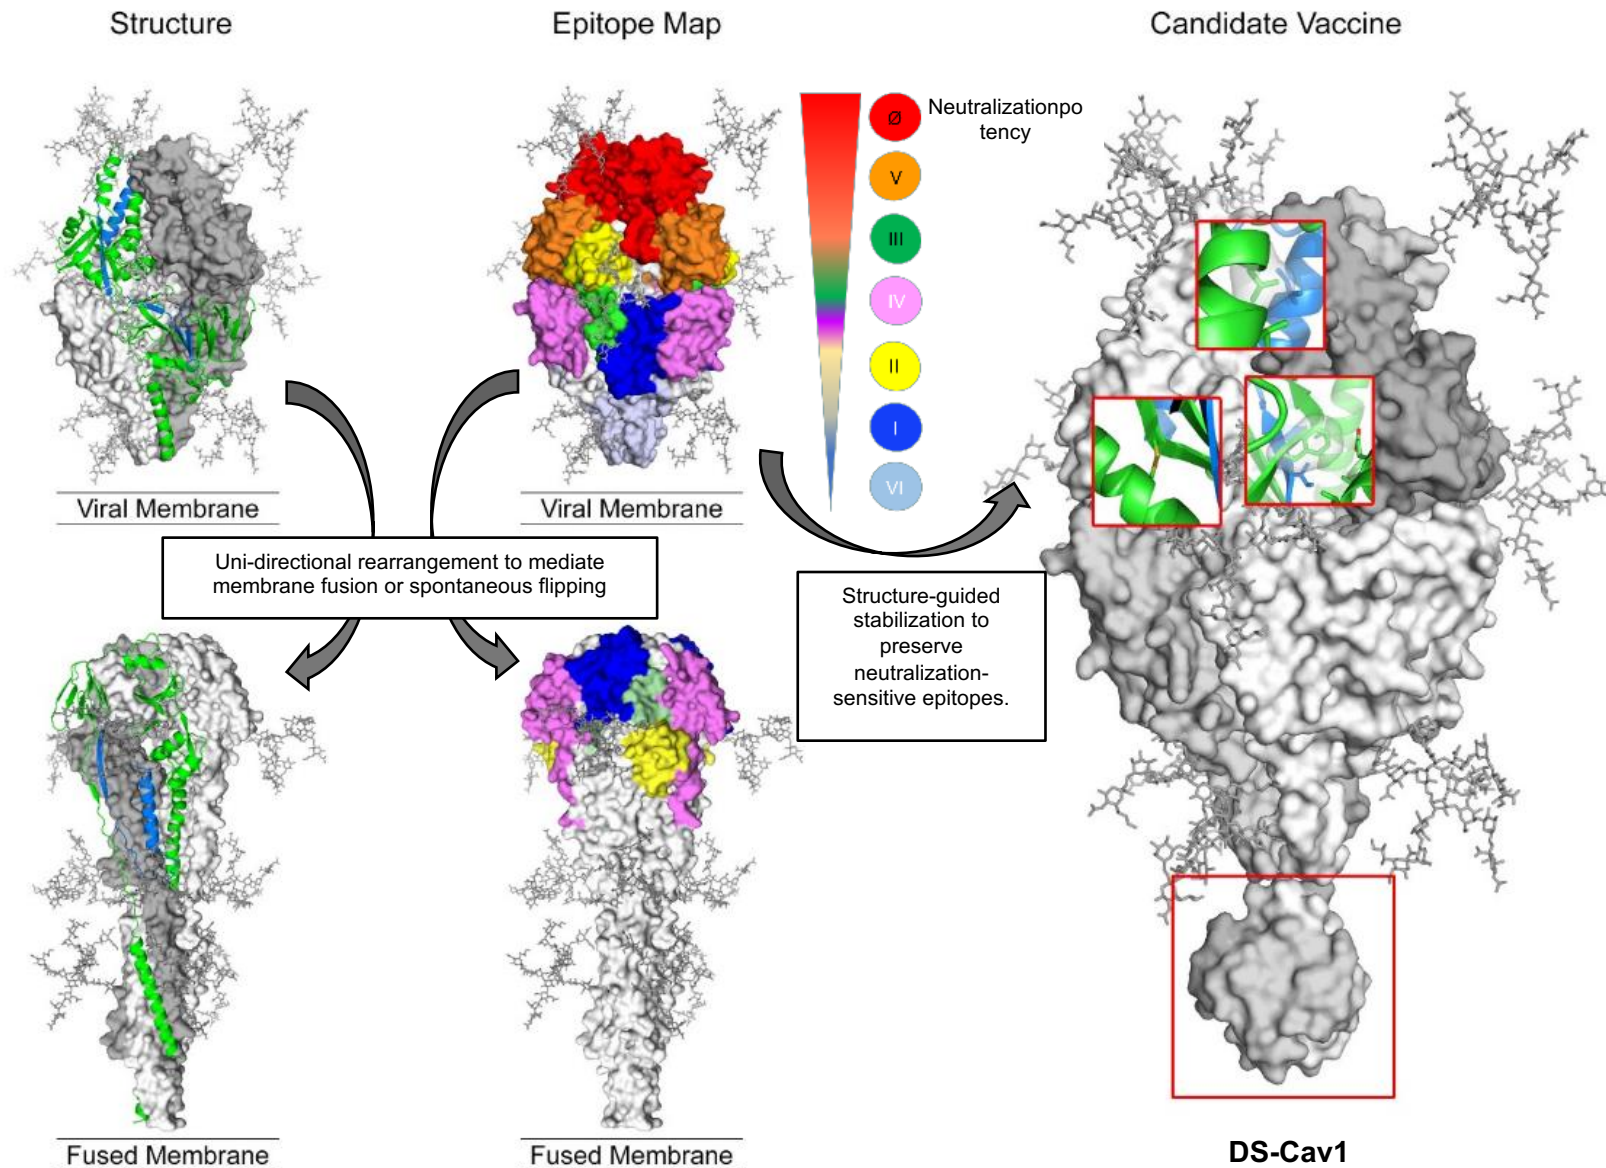 Structure
Epitope Map
Candidate Vaccine
Ø
Neutralizationpo
tency
V
III
IV
II
I
VI
Viral Membrane
Viral Membrane
Uni-directional rearrangement to mediate
membrane fusion or spontaneous flipping
Structure-guided
stabilization to
preserve
neutralization-
sensitive epitopes.
Fused Membrane
Fused Membrane
DS-Cav1